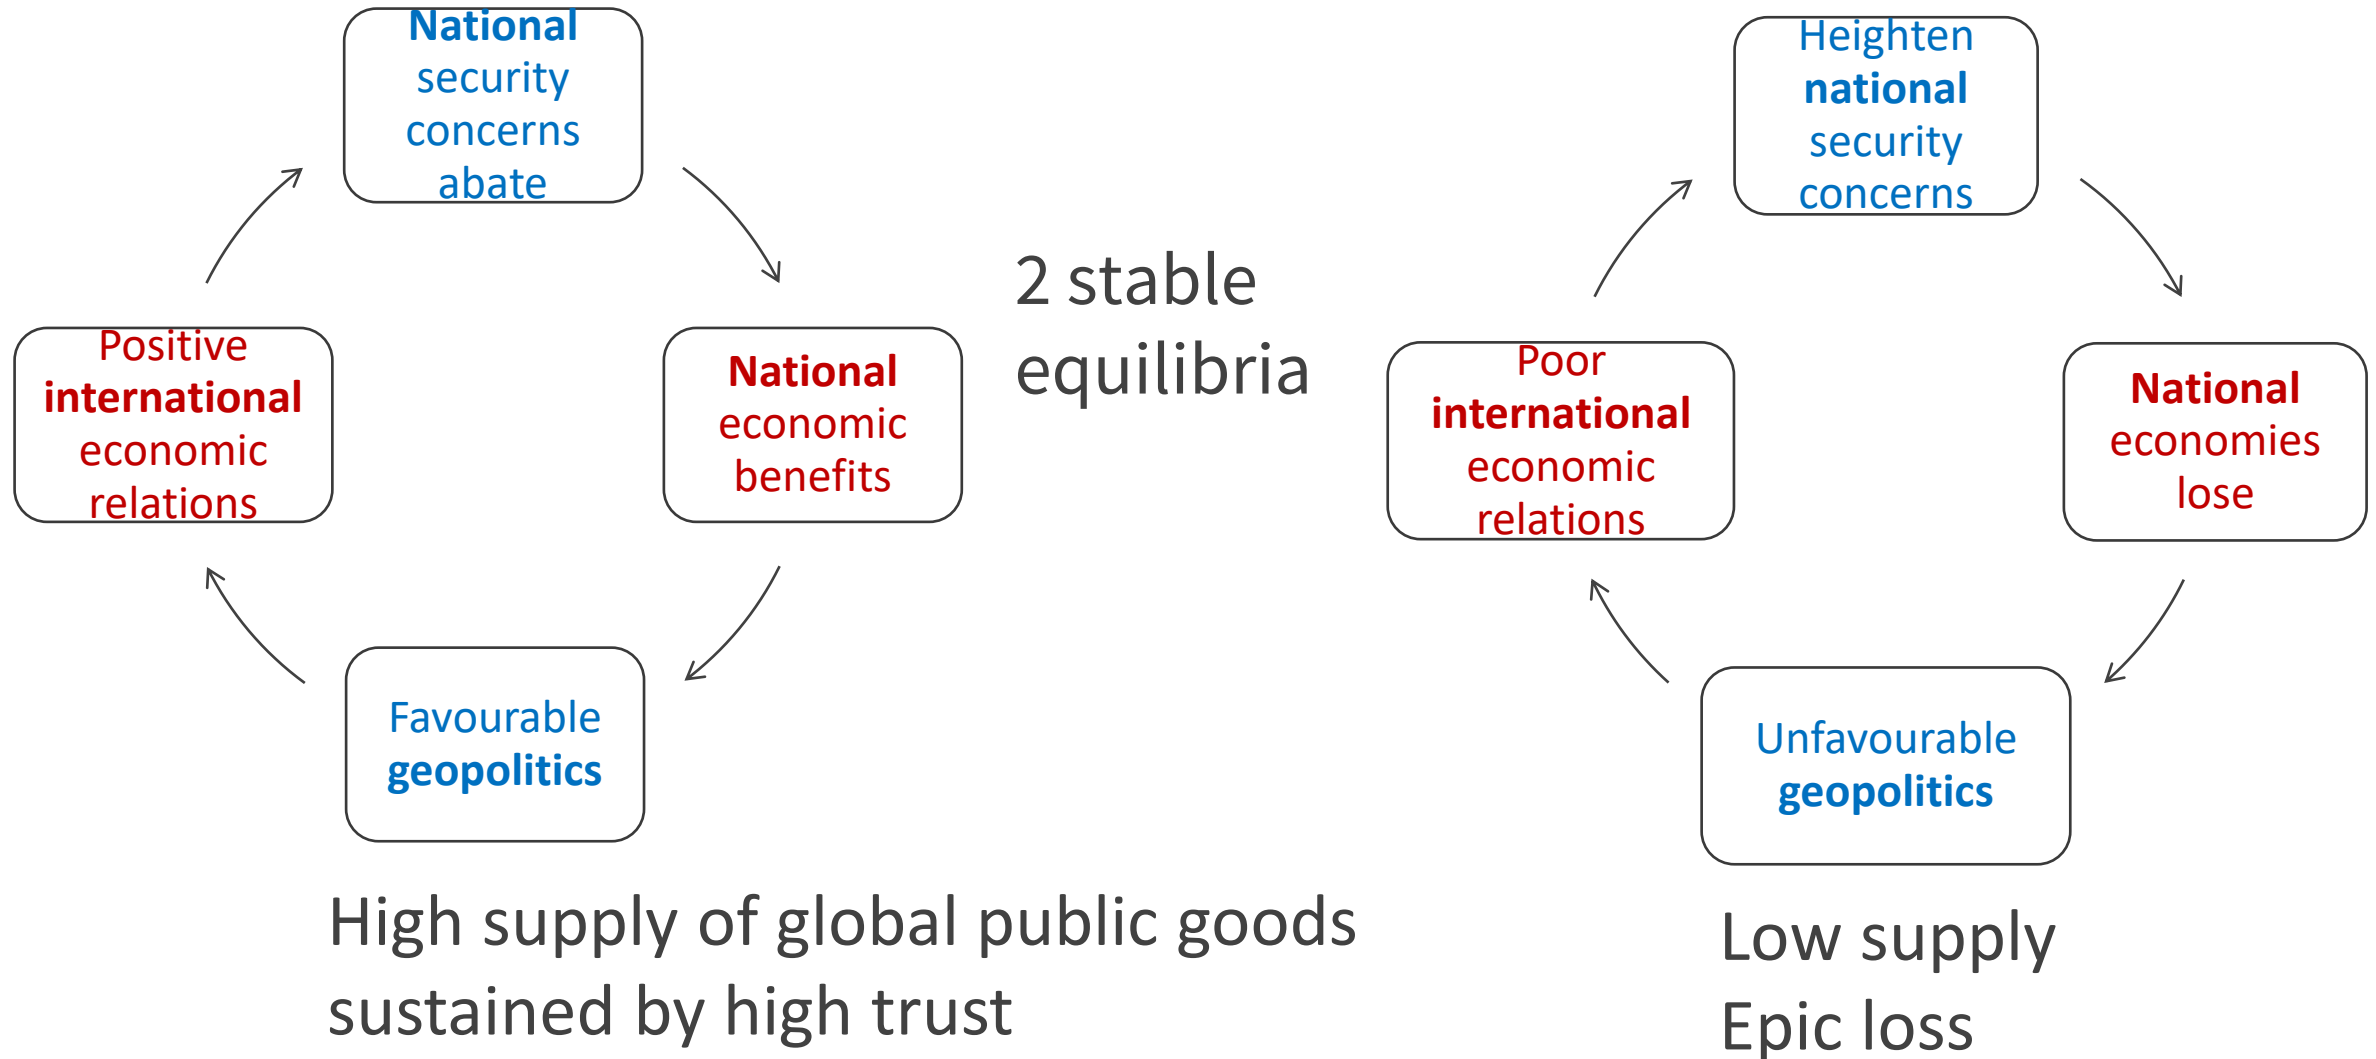 National
security
concerns
abate
National
economic
benefits
Favourable
geopolitics
Positive
international
economic
relations
2 stable
equilibria
Heighten
national
security
concerns
National
economies
lose
Unfavourable
geopolitics
Poor
international
economic
relations
High supply of global public goods
sustained by high trust
Low supply
Epic loss